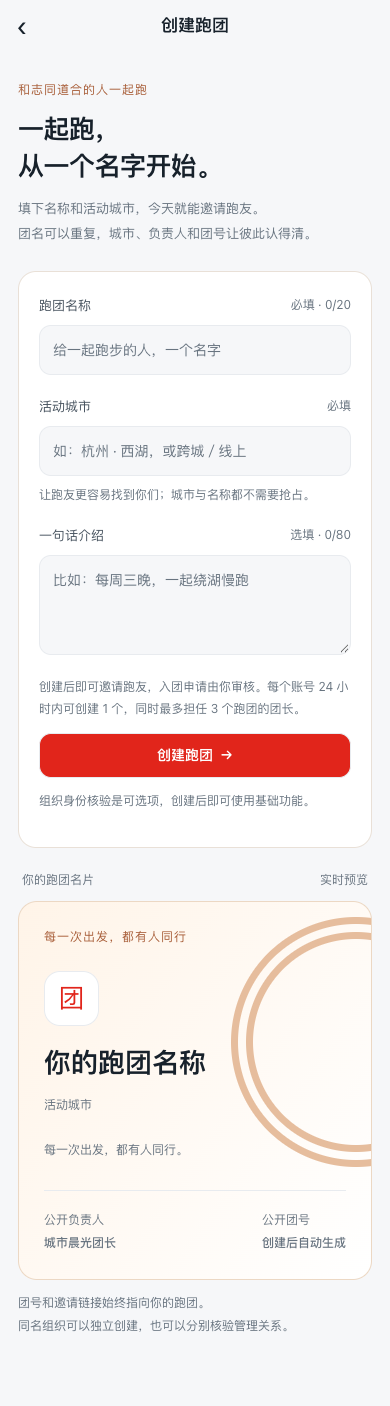 创建跑团
和志同道合的人一起跑
一起跑，
从一个名字开始。
填下名称和活动城市，今天就能邀请跑友。
团名可以重复，城市、负责人和团号让彼此认得清。
跑团名称 必填 · 0/20
给一起跑步的人，一个名字
活动城市 必填
如：杭州 · 西湖，或跨城 / 线上
让跑友更容易找到你们；城市与名称都不需要抢占。
一句话介绍 选填 · 0/80
比如：每周三晚，一起绕湖慢跑
创建后即可邀请跑友，入团申请由你审核。每个账号 24 小
时内可创建 1 个，同时最多担任 3 个跑团的团长。
创建跑团 →
组织身份核验是可选项，创建后即可使用基础功能。
你的跑团名片 实时预览
每一次出发，都有人同行
团
你的跑团名称
活动城市
每一次出发，都有人同行。
公开负责人 公开团号
城市晨光团长 创建后自动生成
团号和邀请链接始终指向你的跑团。
同名组织可以独立创建，也可以分别核验管理关系。